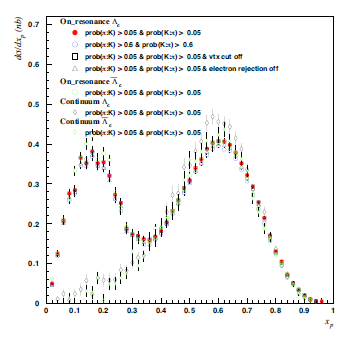 dσ/dx_p (nb)
0.7
0.6
0.5
0.4
0.3
0.2
0.1
0
On_resonance Λ_c
prob(π:K) > 0.05 & prob(K:π) > 0.05
prob(π:K) > 0.6 & prob(K:π) > 0.6
prob(π:K) > 0.05 & prob(K:π) > 0.05 & vtx cut off
prob(π:K) > 0.05 & prob(K:π) > 0.05 & electron rejection off
On_resonance Λ̅_c
prob(π:K) > 0.05 & prob(K:π) > 0.05
Continuum Λ_c
prob(π:K) > 0.05 & prob(K:π) > 0.05
Continuum Λ̅_c
prob(π:K) > 0.05 & prob(K:π) > 0.05
0 0.1 0.2 0.3 0.4 0.5 0.6 0.7 0.8 0.9 1
x_p